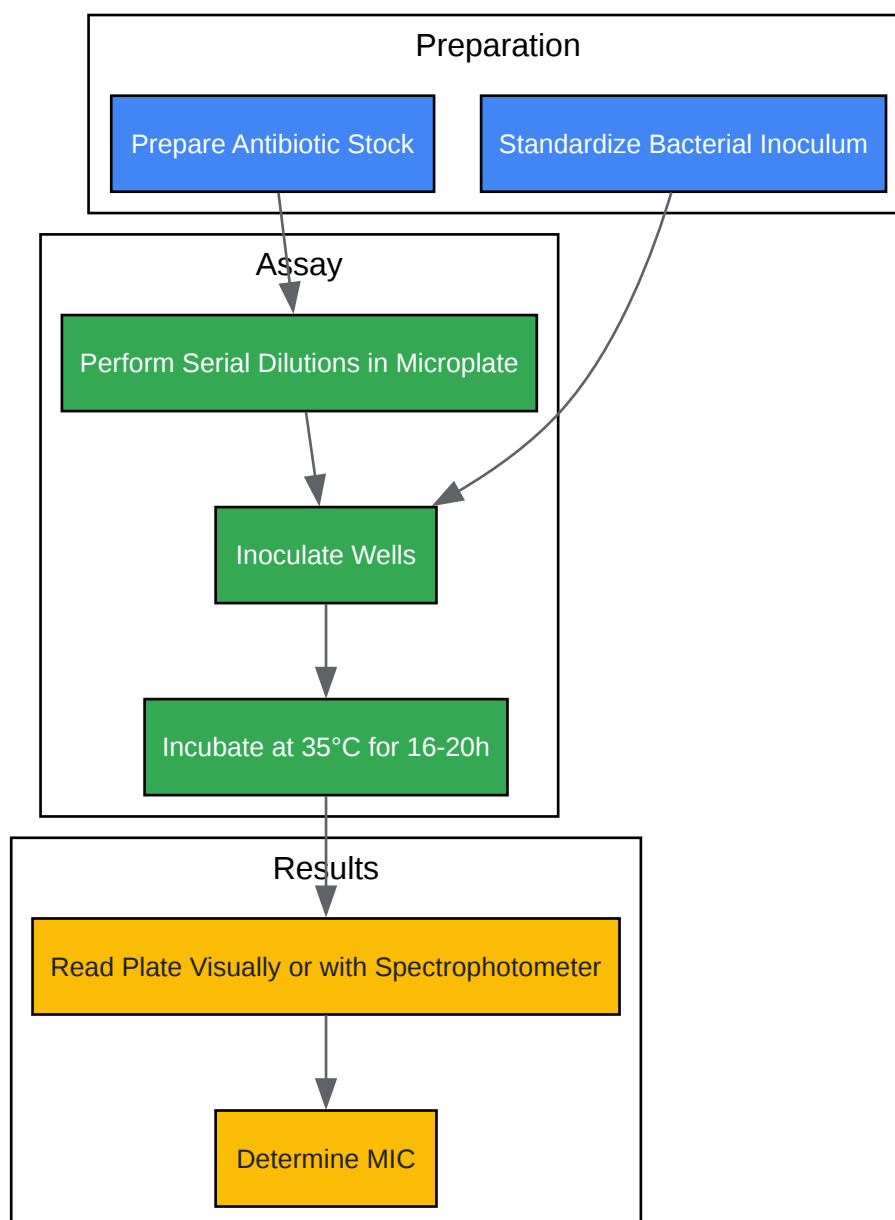 Preparation
Prepare Antibiotic Stock
Standardize Bacterial Inoculum
Assay
Perform Serial Dilutions in Microplate
Inoculate Wells
Incubate at 35°C for 16-20h
Results
Read Plate Visually or with Spectrophotometer
Determine MIC